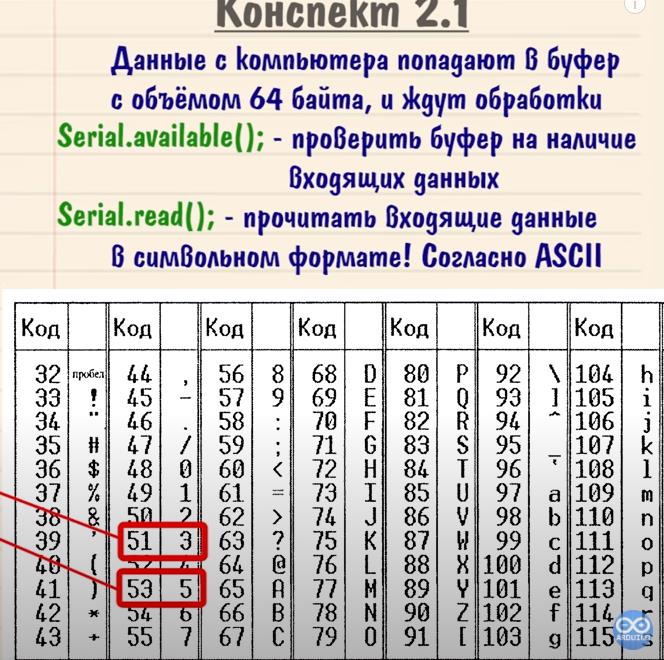 Конспект 2.1
Данные с компьютера попадают в буфер
с объёмом 64 байта, и ждут обработки
Serial.available(); - проверить буфер на наличие
входящих данных
Serial.read(); - прочитать входящие данные
в символьном формате! Согласно ASCII
Код Код Код Код Код Код Код
32 пробел 44 , 56 8 68 D 80 P 92 \ 104 h
33 ! 45 - 57 9 69 E 81 Q 93 ] 105 i
34 " 46 . 58 : 70 F 82 R 94 ^ 106 j
35 # 47 / 59 ; 71 G 83 S 95 _ 107 k
36 $ 48 0 60 < 72 H 84 T 96 ' 108 l
37 % 49 1 61 = 73 I 85 U 97 a 109 m
38 & 50 2 62 > 74 J 86 V 98 b 110 n
39 ' 51 3 63 ? 75 K 87 W 99 c 111 o
40 ( 52 4 64 @ 76 L 88 X 100 d 112 p
41 ) 53 5 65 A 77 M 89 Y 101 e 113 q
42 * 54 6 66 B 78 N 90 Z 102 f 114 r
43 + 55 7 67 C 79 O 91 [ 103 g 115 s
ARDUINO